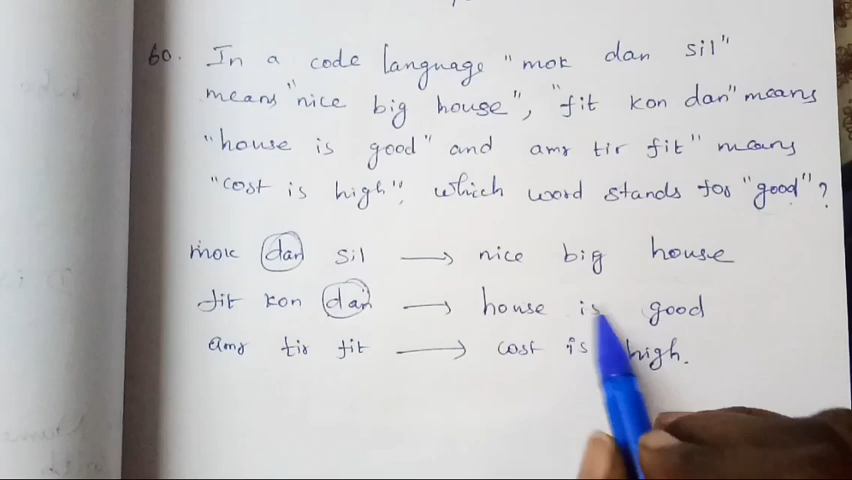 60. In a code language "mok dan sil"
means "nice big house", "fit kon dan" means
"house is good" and amr tir fit" means
"cost is high", which word stands for "good"?
mok dan sil → nice big house
fit kon dan → house is good
amr tir fit → cost is high.